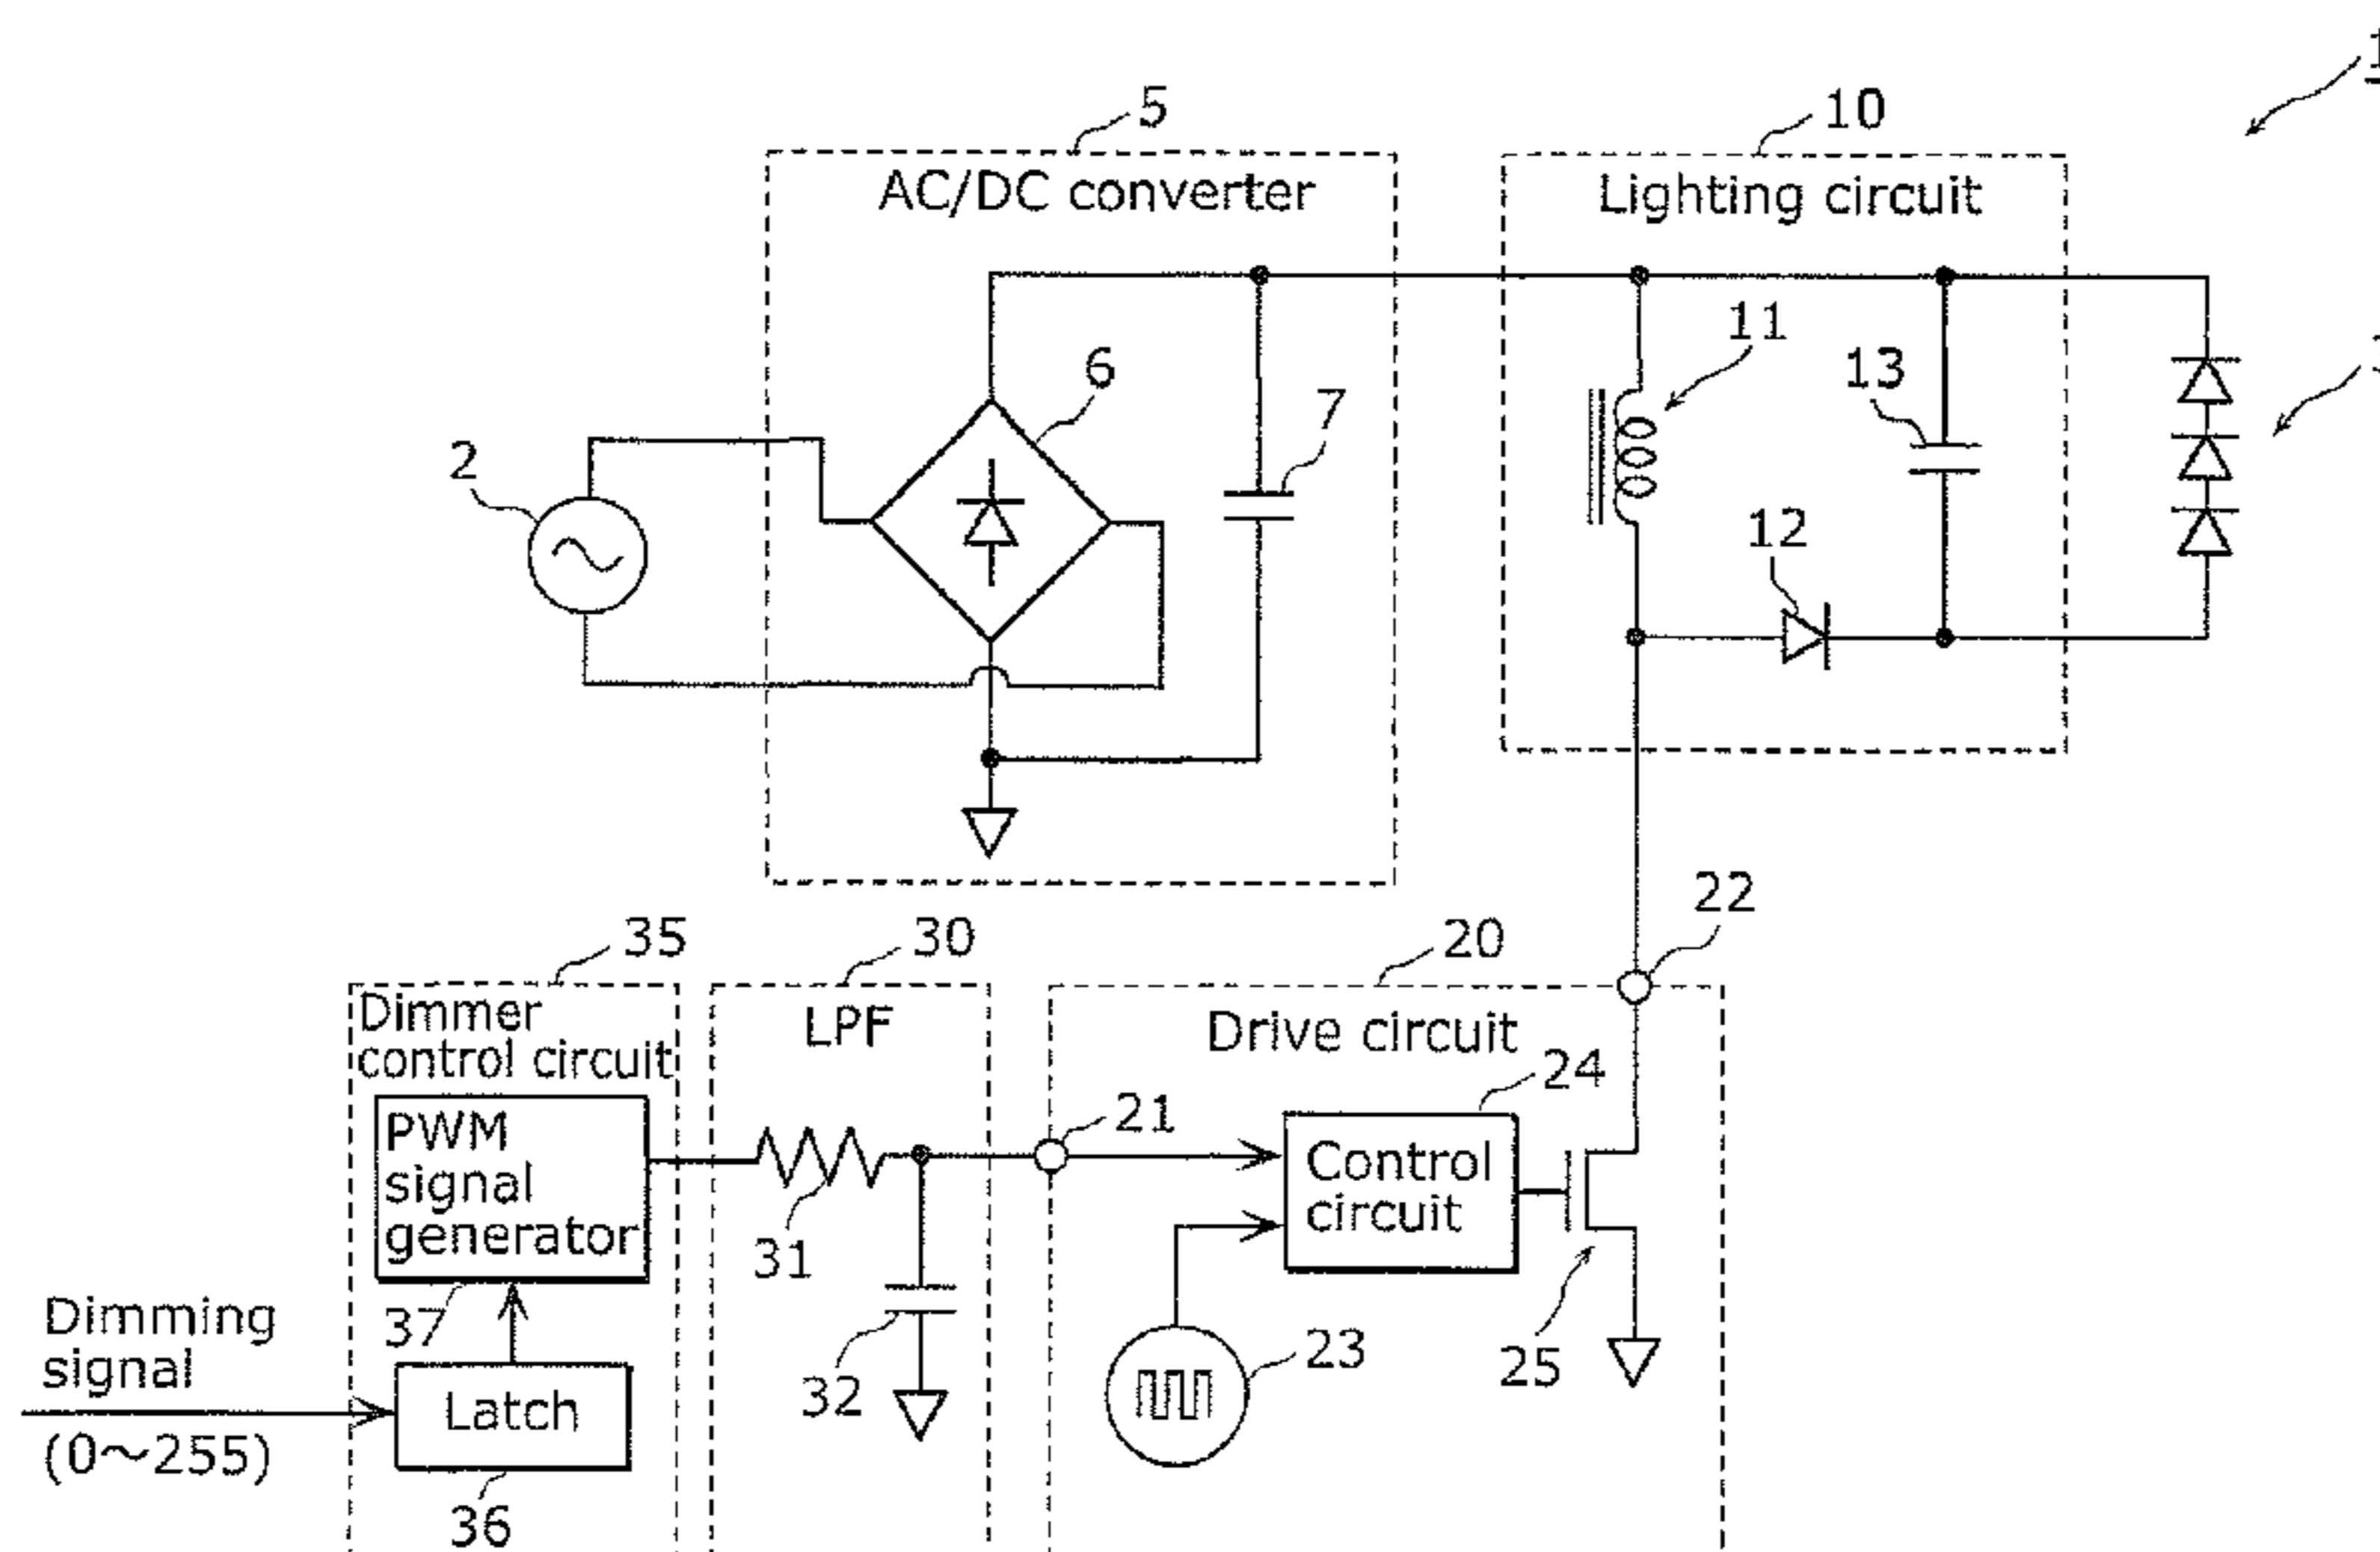 1
5
10
AC/DC converter
Lighting circuit
11
6
13
7
2
12
22
35
30
20
Dimmer
control circuit
LPF
Drive circuit
24
21
PWM
signal
generator
Control
circuit
31
37
Dimming
signal
(0～255)
32
23
25
Latch
36